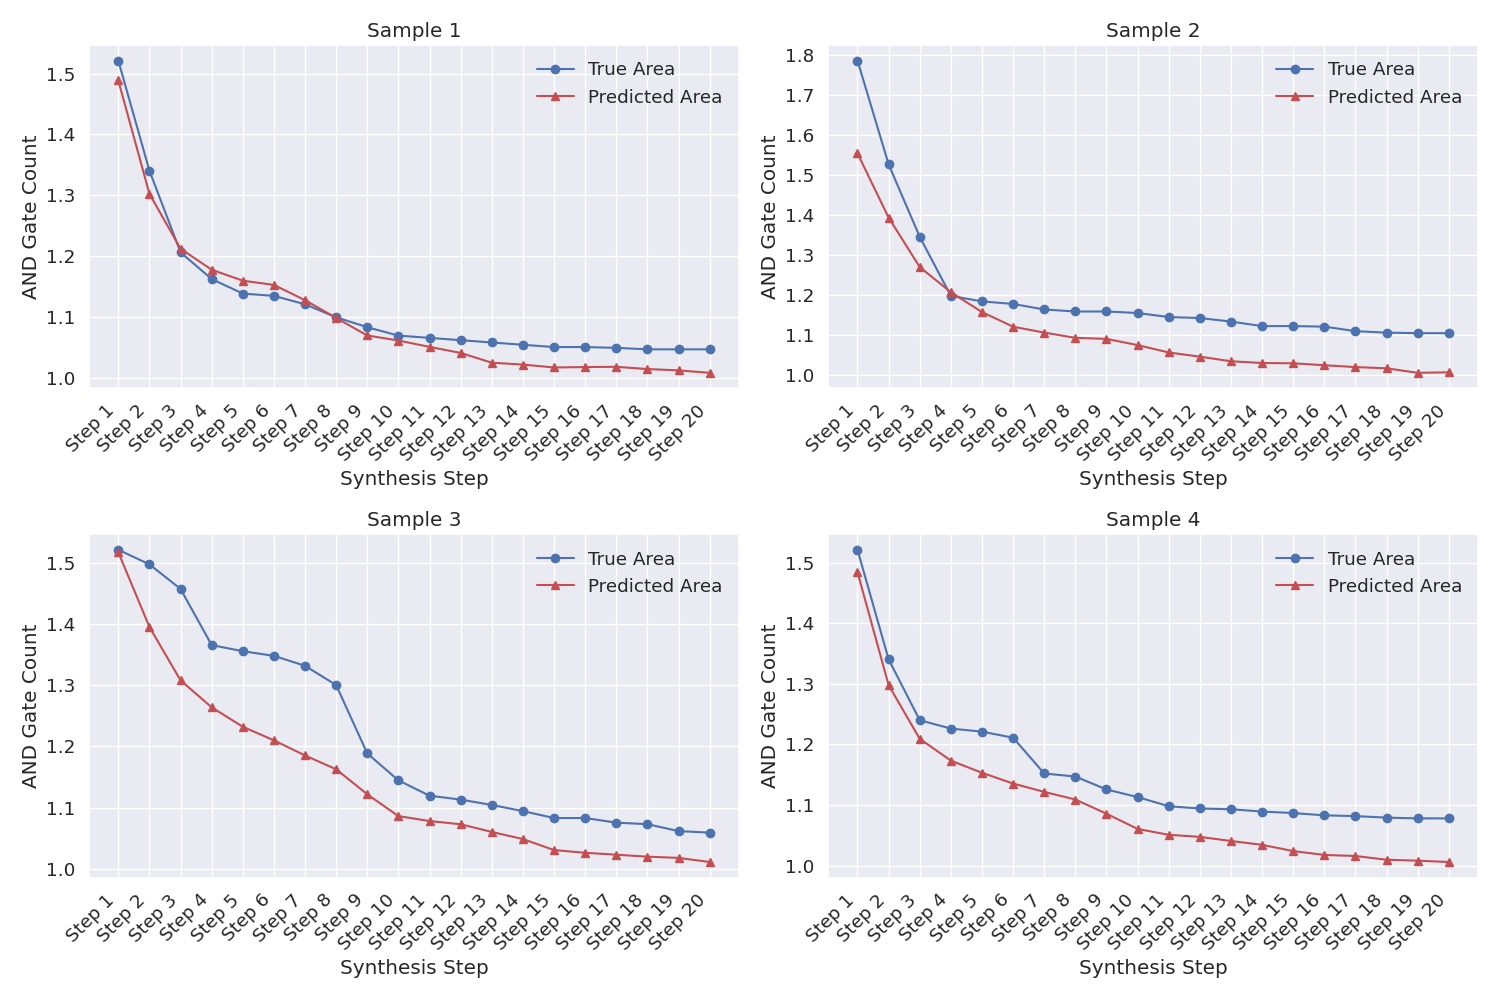 Sample 1
AND Gate Count
1.5
1.4
1.3
1.2
1.1
1.0
True Area
Predicted Area
Step 1
Step 2
Step 3
Step 4
Step 5
Step 6
Step 7
Step 8
Step 9
Step 10
Step 11
Step 12
Step 13
Step 14
Step 15
Step 16
Step 17
Step 18
Step 19
Step 20
Synthesis Step
Sample 2
AND Gate Count
1.8
1.7
1.6
1.5
1.4
1.3
1.2
1.1
1.0
True Area
Predicted Area
Step 1
Step 2
Step 3
Step 4
Step 5
Step 6
Step 7
Step 8
Step 9
Step 10
Step 11
Step 12
Step 13
Step 14
Step 15
Step 16
Step 17
Step 18
Step 19
Step 20
Synthesis Step
Sample 3
AND Gate Count
1.5
1.4
1.3
1.2
1.1
1.0
True Area
Predicted Area
Step 1
Step 2
Step 3
Step 4
Step 5
Step 6
Step 7
Step 8
Step 9
Step 10
Step 11
Step 12
Step 13
Step 14
Step 15
Step 16
Step 17
Step 18
Step 19
Step 20
Synthesis Step
Sample 4
AND Gate Count
1.5
1.4
1.3
1.2
1.1
1.0
True Area
Predicted Area
Step 1
Step 2
Step 3
Step 4
Step 5
Step 6
Step 7
Step 8
Step 9
Step 10
Step 11
Step 12
Step 13
Step 14
Step 15
Step 16
Step 17
Step 18
Step 19
Step 20
Synthesis Step